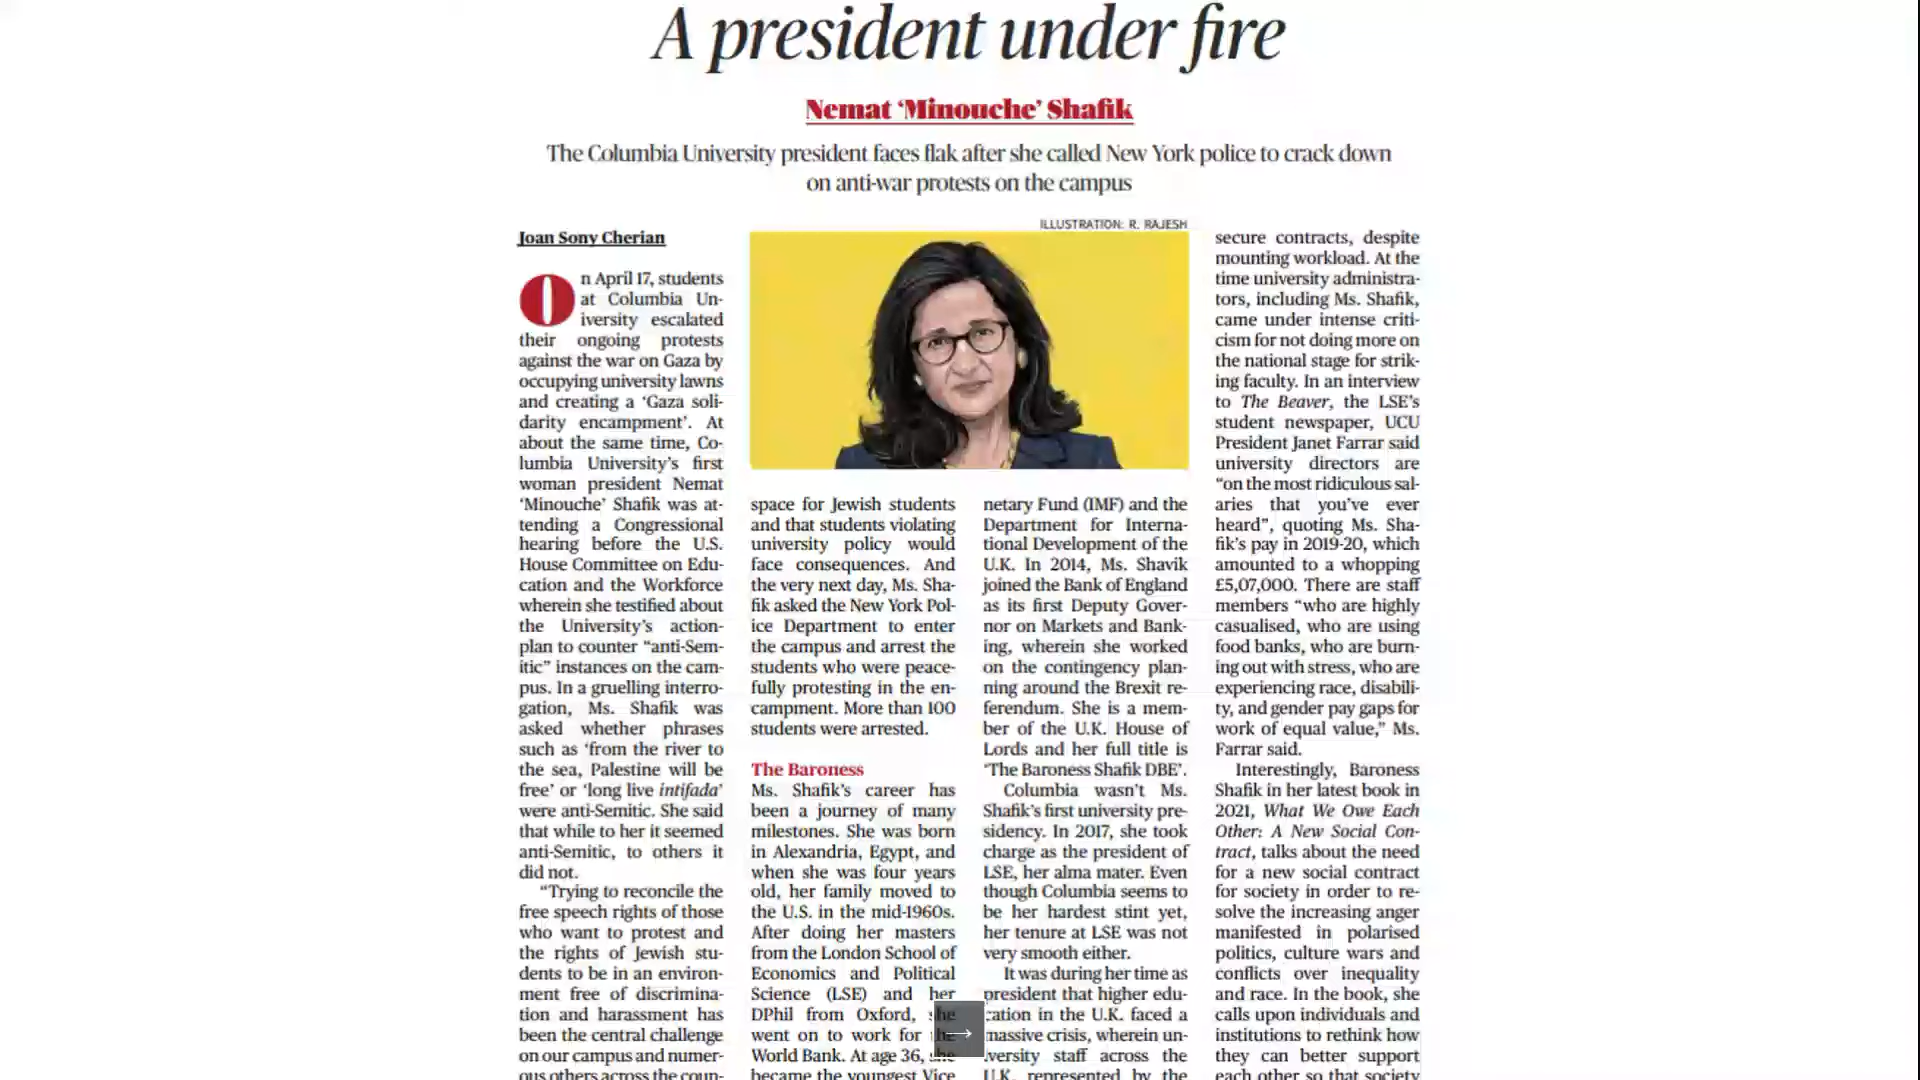 A president under fire
Nemat ‘Minouche’ Shafik
The Columbia University president faces flak after she called New York police to crack down
on anti-war protests on the campus
ILLUSTRATION: R. RAJESH
Joan Sony Cherian
On April 17, students
at Columbia Un-
iversity escalated
their ongoing protests
against the war on Gaza by
occupying university lawns
and creating a ‘Gaza soli-
darity encampment’. At
about the same time, Co-
lumbia University’s first
woman president Nemat
‘Minouche’ Shafik was at-
tending a Congressional
hearing before the U.S.
House Committee on Edu-
cation and the Workforce
wherein she testified about
the University’s action-
plan to counter “anti-Sem-
itic” instances on the cam-
pus. In a gruelling interro-
gation, Ms. Shafik was
asked whether phrases
such as ‘from the river to
the sea, Palestine will be
free’ or ‘long live intifada’
were anti-Semitic. She said
that while to her it seemed
anti-Semitic, to others it
did not.
“Trying to reconcile the
free speech rights of those
who want to protest and
the rights of Jewish stu-
dents to be in an environ-
ment free of discrimina-
tion and harassment has
been the central challenge
on our campus and numer-
ous others across the coun-
space for Jewish students
and that students violating
university policy would
face consequences. And
the very next day, Ms. Sha-
fik asked the New York Pol-
ice Department to enter
the campus and arrest the
students who were peace-
fully protesting in the en-
campment. More than 100
students were arrested.
The Baroness
Ms. Shafik’s career has
been a journey of many
milestones. She was born
in Alexandria, Egypt, and
when she was four years
old, her family moved to
the U.S. in the mid-1960s.
After doing her masters
from the London School of
Economics and Political
Science (LSE) and her
DPhil from Oxford, she
went on to work for the
World Bank. At age 36, she
became the youngest Vice
netary Fund (IMF) and the
Department for Interna-
tional Development of the
U.K. In 2014, Ms. Shavik
joined the Bank of England
as its first Deputy Gover-
nor on Markets and Bank-
ing, wherein she worked
on the contingency plan-
ning around the Brexit re-
ferendum. She is a mem-
ber of the U.K. House of
Lords and her full title is
‘The Baroness Shafik DBE’.
Columbia wasn’t Ms.
Shafik’s first university pre-
sidency. In 2017, she took
charge as the president of
LSE, her alma mater. Even
though Columbia seems to
be her hardest stint yet,
her tenure at LSE was not
very smooth either.
It was during her time as
president that higher edu-
cation in the U.K. faced a
massive crisis, wherein un-
iversity staff across the
U.K. represented by the
secure contracts, despite
mounting workload. At the
time university administra-
tors, including Ms. Shafik,
came under intense criti-
cism for not doing more on
the national stage for strik-
ing faculty. In an interview
to The Beaver, the LSE’s
student newspaper, UCU
President Janet Farrar said
university directors are
“on the most ridiculous sal-
aries that you’ve ever
heard”, quoting Ms. Sha-
fik’s pay in 2019-20, which
amounted to a whopping
£5,07,000. There are staff
members “who are highly
casualised, who are using
food banks, who are burn-
ing out with stress, who are
experiencing race, disabili-
ty, and gender pay gaps for
work of equal value,” Ms.
Farrar said.
Interestingly, Baroness
Shafik in her latest book in
2021, What We Owe Each
Other: A New Social Con-
tract, talks about the need
for a new social contract
for society in order to re-
solve the increasing anger
manifested in polarised
politics, culture wars and
conflicts over inequality
and race. In the book, she
calls upon individuals and
institutions to rethink how
they can better support
each other so that society